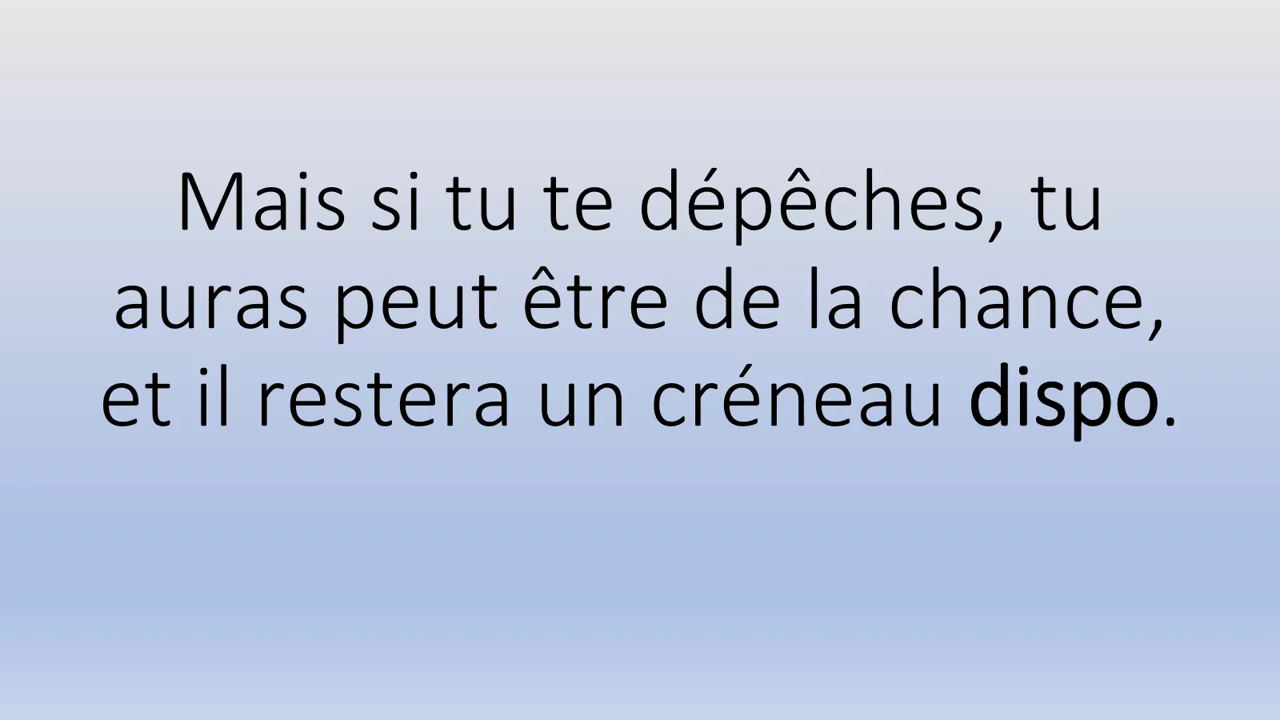 Mais si tu te dépêches, tu
auras peut être de la chance,
et il restera un créneau dispo.